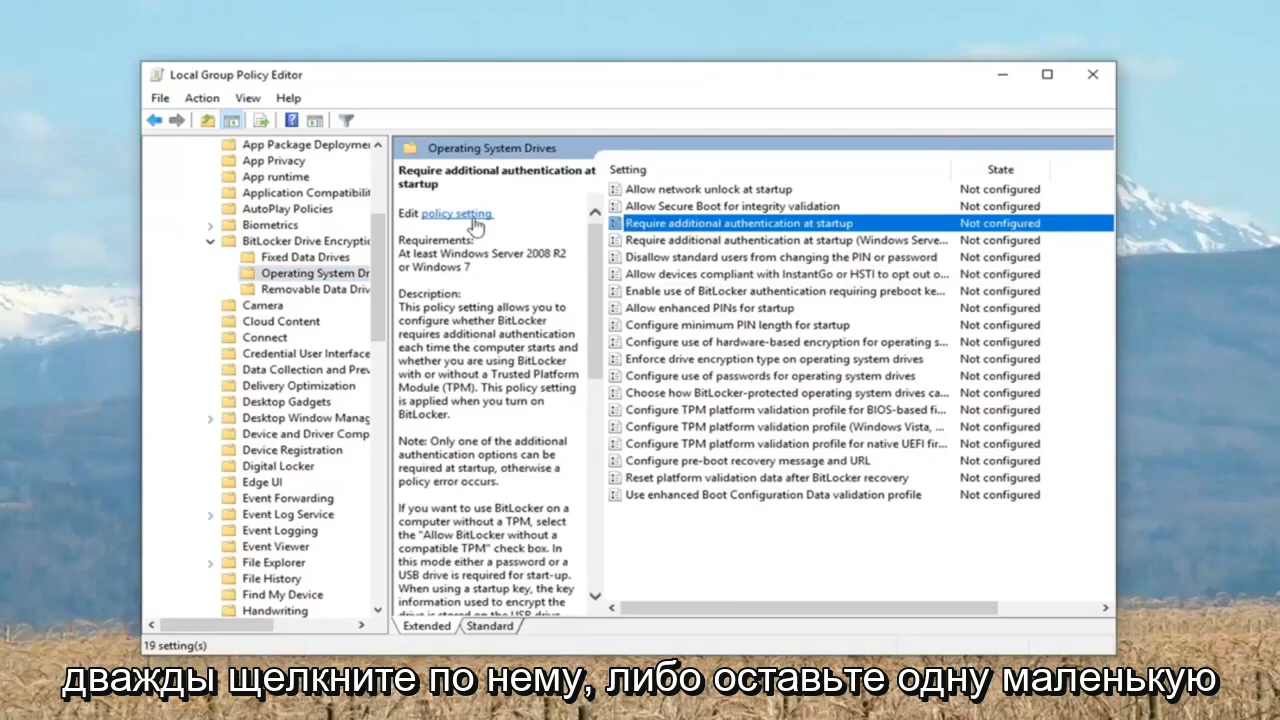 Local Group Policy Editor
File Action View Help
App Package Deployme
App Privacy
App runtime
Application Compatibilit
AutoPlay Policies
Biometrics
BitLocker Drive Encryptic
Fixed Data Drives
Operating System Dr
Removable Data Driv
Camera
Cloud Content
Connect
Credential User Interface
Data Collection and Prev
Delivery Optimization
Desktop Gadgets
Desktop Window Manag
Device and Driver Comp
Device Registration
Digital Locker
Edge UI
Event Forwarding
Event Log Service
Event Logging
Event Viewer
File Explorer
File History
Find My Device
Handwriting
Operating System Drives
Require additional authentication at
startup
Edit policy setting
Requirements:
At least Windows Server 2008 R2
or Windows 7
Description:
This policy setting allows you to
configure whether BitLocker
requires additional authentication
each time the computer starts and
whether you are using BitLocker
with or without a Trusted Platform
Module (TPM). This policy setting
is applied when you turn on
BitLocker.
Note: Only one of the additional
authentication options can be
required at startup, otherwise a
policy error occurs.
If you want to use BitLocker on a
computer without a TPM, select
the "Allow BitLocker without a
compatible TPM" check box. In
this mode either a password or a
USB drive is required for start-up.
When using a startup key, the key
information used to encrypt the
drive is stored on the USB drive
Setting State
Allow network unlock at startup Not configured
Allow Secure Boot for integrity validation Not configured
Require additional authentication at startup Not configured
Require additional authentication at startup (Windows Serve... Not configured
Disallow standard users from changing the PIN or password Not configured
Allow devices compliant with InstantGo or HSTI to opt out o... Not configured
Enable use of BitLocker authentication requiring preboot ke... Not configured
Allow enhanced PINs for startup Not configured
Configure minimum PIN length for startup Not configured
Configure use of hardware-based encryption for operating s... Not configured
Enforce drive encryption type on operating system drives Not configured
Configure use of passwords for operating system drives Not configured
Choose how BitLocker-protected operating system drives ca... Not configured
Configure TPM platform validation profile for BIOS-based fi... Not configured
Configure TPM platform validation profile (Windows Vista, ... Not configured
Configure TPM platform validation profile for native UEFI fir... Not configured
Configure pre-boot recovery message and URL Not configured
Reset platform validation data after BitLocker recovery Not configured
Use enhanced Boot Configuration Data validation profile Not configured
Extended Standard
19 setting(s)
дважды щелкните по нему, либо оставьте одну маленькую